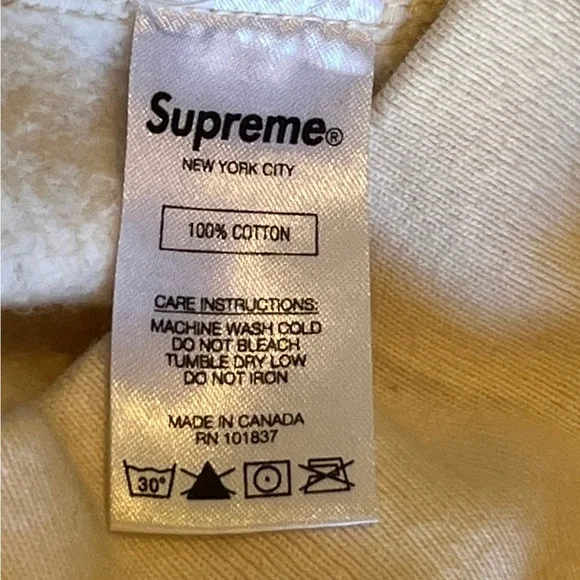 Supreme®
NEW YORK CITY
100% COTTON
CARE INSTRUCTIONS:
MACHINE WASH COLD
DO NOT BLEACH
TUMBLE DRY LOW
DO NOT IRON
MADE IN CANADA
RN 101837
30°